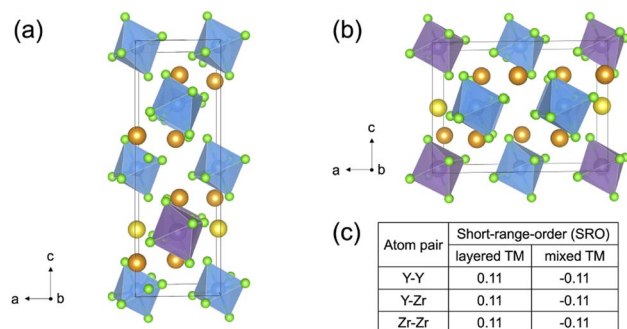 (a)
c
a
b
(b)
c
a
b
(c)
Atom pair
Short-range-order (SRO)
layered TM mixed TM
Y-Y 0.11 -0.11
Y-Zr 0.11 -0.11
Zr-Zr 0.11 -0.11